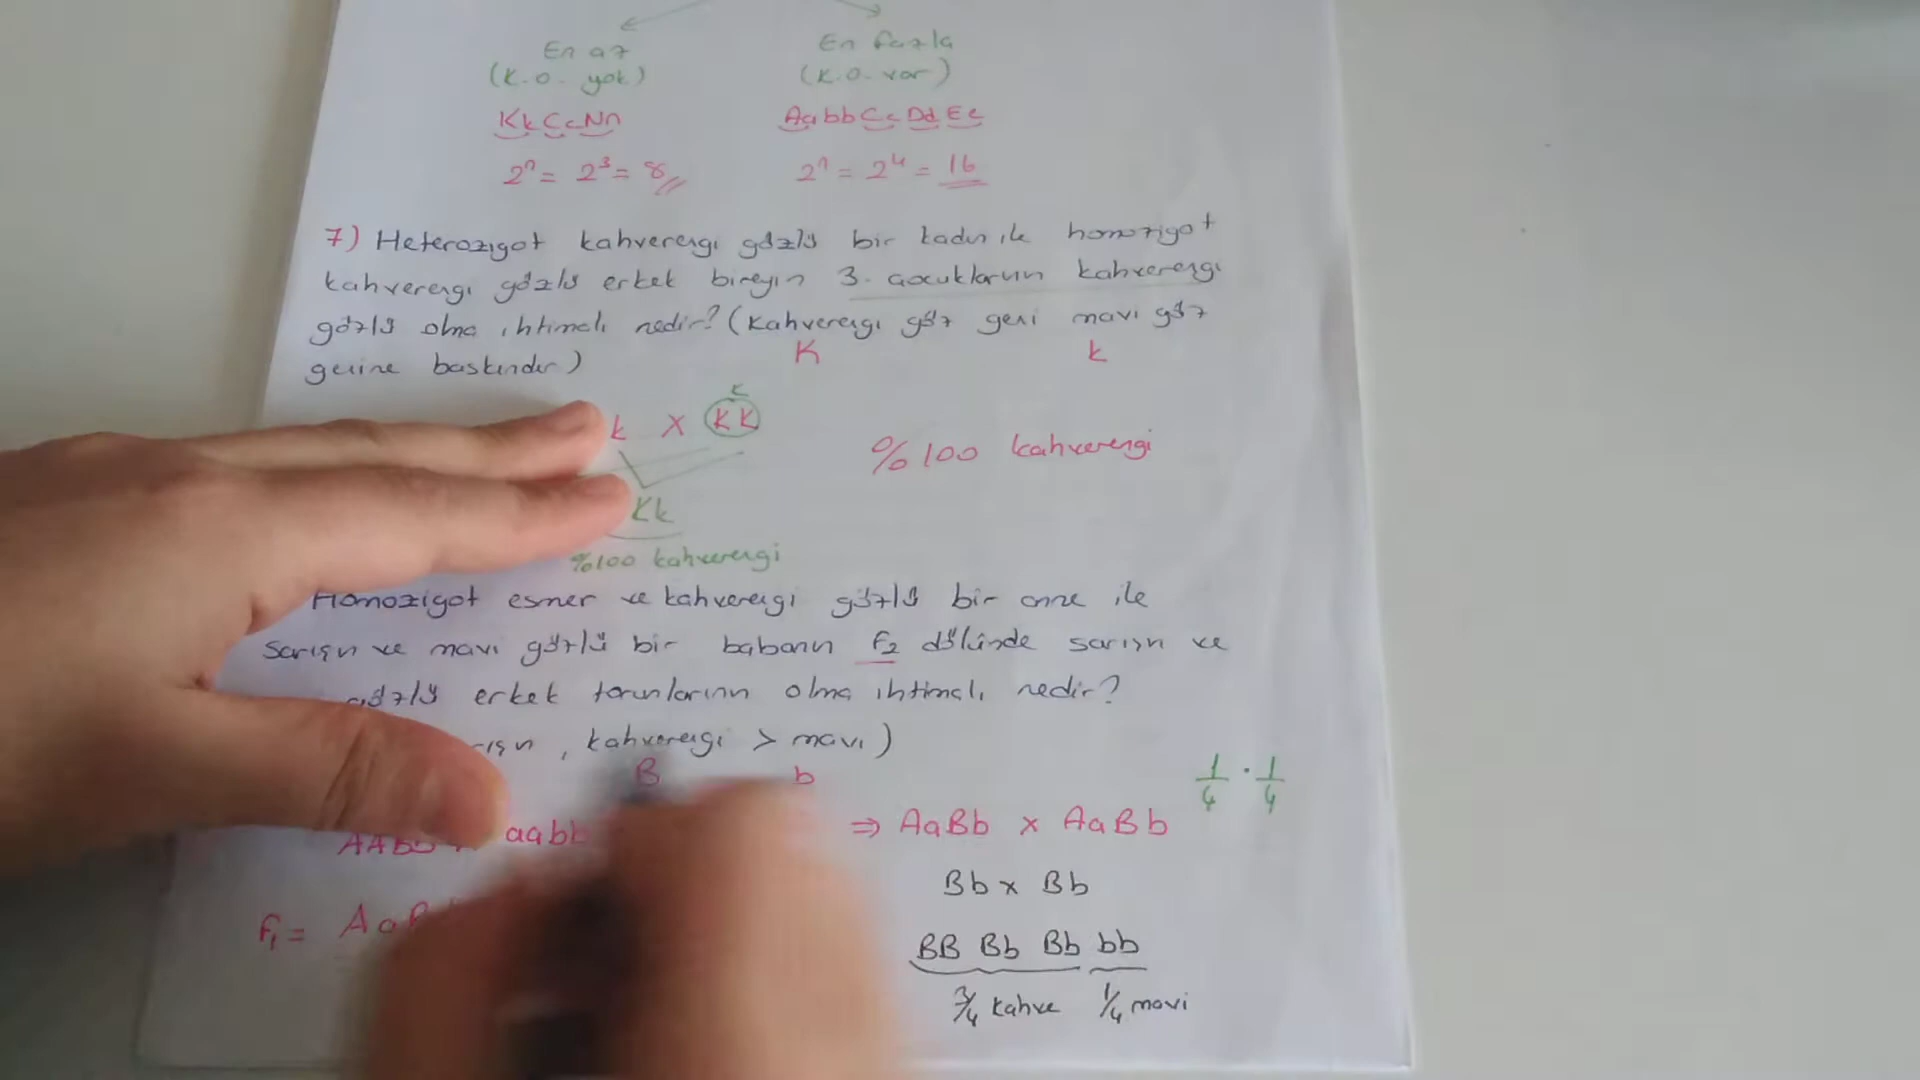 En az
(K.O. yok)
En fazla
(K.O. var)
KkCcNn
AabbCcDdEe
2ⁿ = 2³ = 8
2ⁿ = 2⁴ = 16
7) Heterozigot kahverengi gözlü bir kadın ile homozigot
kahverengi gözlü erkek bireyin 3. çocuklarının kahverengi
gözlü olma ihtimali nedir? (Kahverengi göz geni mavi göz
K k
genine baskındır)
k x KK
K
% 100 kahverengi
Kk
%100 kahverengi
Homozigot esmer ve kahverengi gözlü bir anne ile
sarışın ve mavi gözlü bir babanın F₂ dölünde sarışın ve
gözlü erkek torunlarının olma ihtimali nedir?
, kahverengi > mavi)
B b
1/4 · 1/4
aabb
⇒ AaBb x AaBb
Bb x Bb
F₁ =
BB Bb Bb bb
3/4 kahve 1/4 mavi